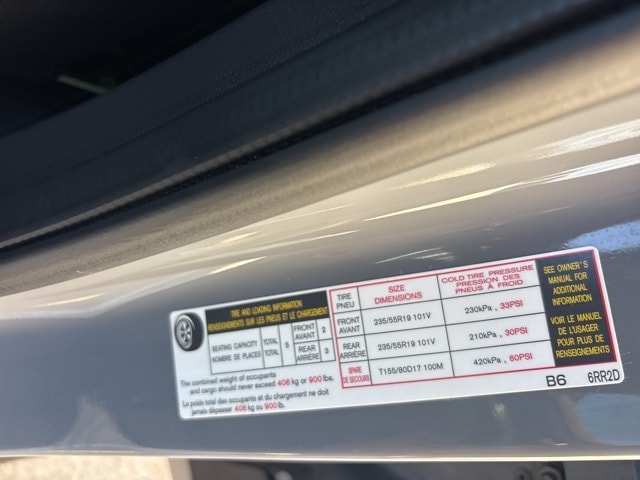 TIRE AND LOADING INFORMATION
RENSEIGNEMENTS SUR LES PNEUS ET LE CHARGEMENT
SEATING CAPACITY TOTAL 5 FRONT AVANT 2
NOMBRE DE PLACES TOTAL REAR ARRIÈRE 3
The combined weight of occupants
and cargo should never exceed 408 kg or 900 lbs.
Le poids total des occupants et du chargement ne doit
jamais dépasser 408 kg ou 900 lb.
TIRE PNEU SIZE DIMENSIONS COLD TIRE PRESSURE PRESSION DES PNEUS À FROID
FRONT AVANT 235/55R19 101V 230kPa , 33PSI
REAR ARRIÈRE 235/55R19 101V 210kPa , 30PSI
SPARE DE SECOURS T155/80D17 100M 420kPa , 60PSI
SEE OWNER'S
MANUAL FOR
ADDITIONAL
INFORMATION
VOIR LE MANUEL
DE L'USAGER
POUR PLUS DE
RENSEIGNEMENTS
B6 6RR2D